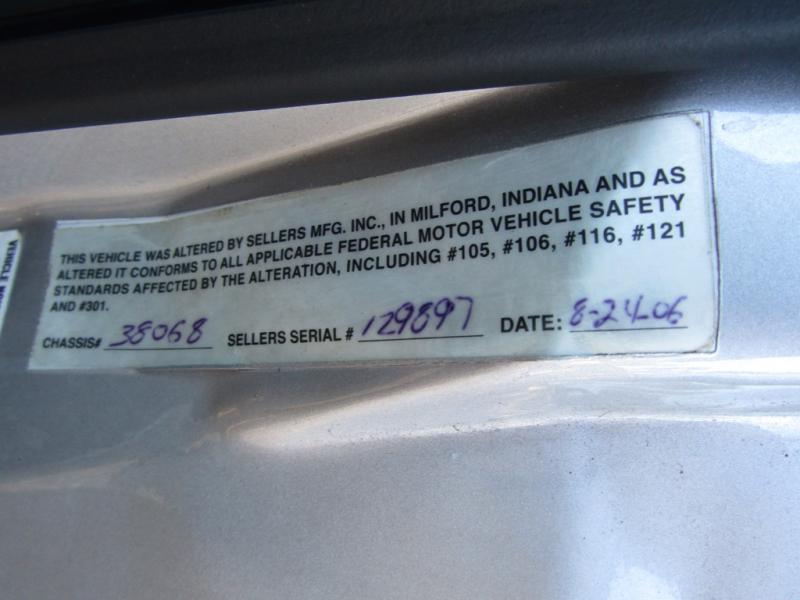 THIS VEHICLE WAS ALTERED BY SELLERS MFG. INC., IN MILFORD, INDIANA AND AS
ALTERED IT CONFORMS TO ALL APPLICABLE FEDERAL MOTOR VEHICLE SAFETY
STANDARDS AFFECTED BY THE ALTERATION, INCLUDING #105, #106, #116, #121
AND #301.
CHASSIS# 38068 SELLERS SERIAL # 129897 DATE: 8-24-06
VEHICLE